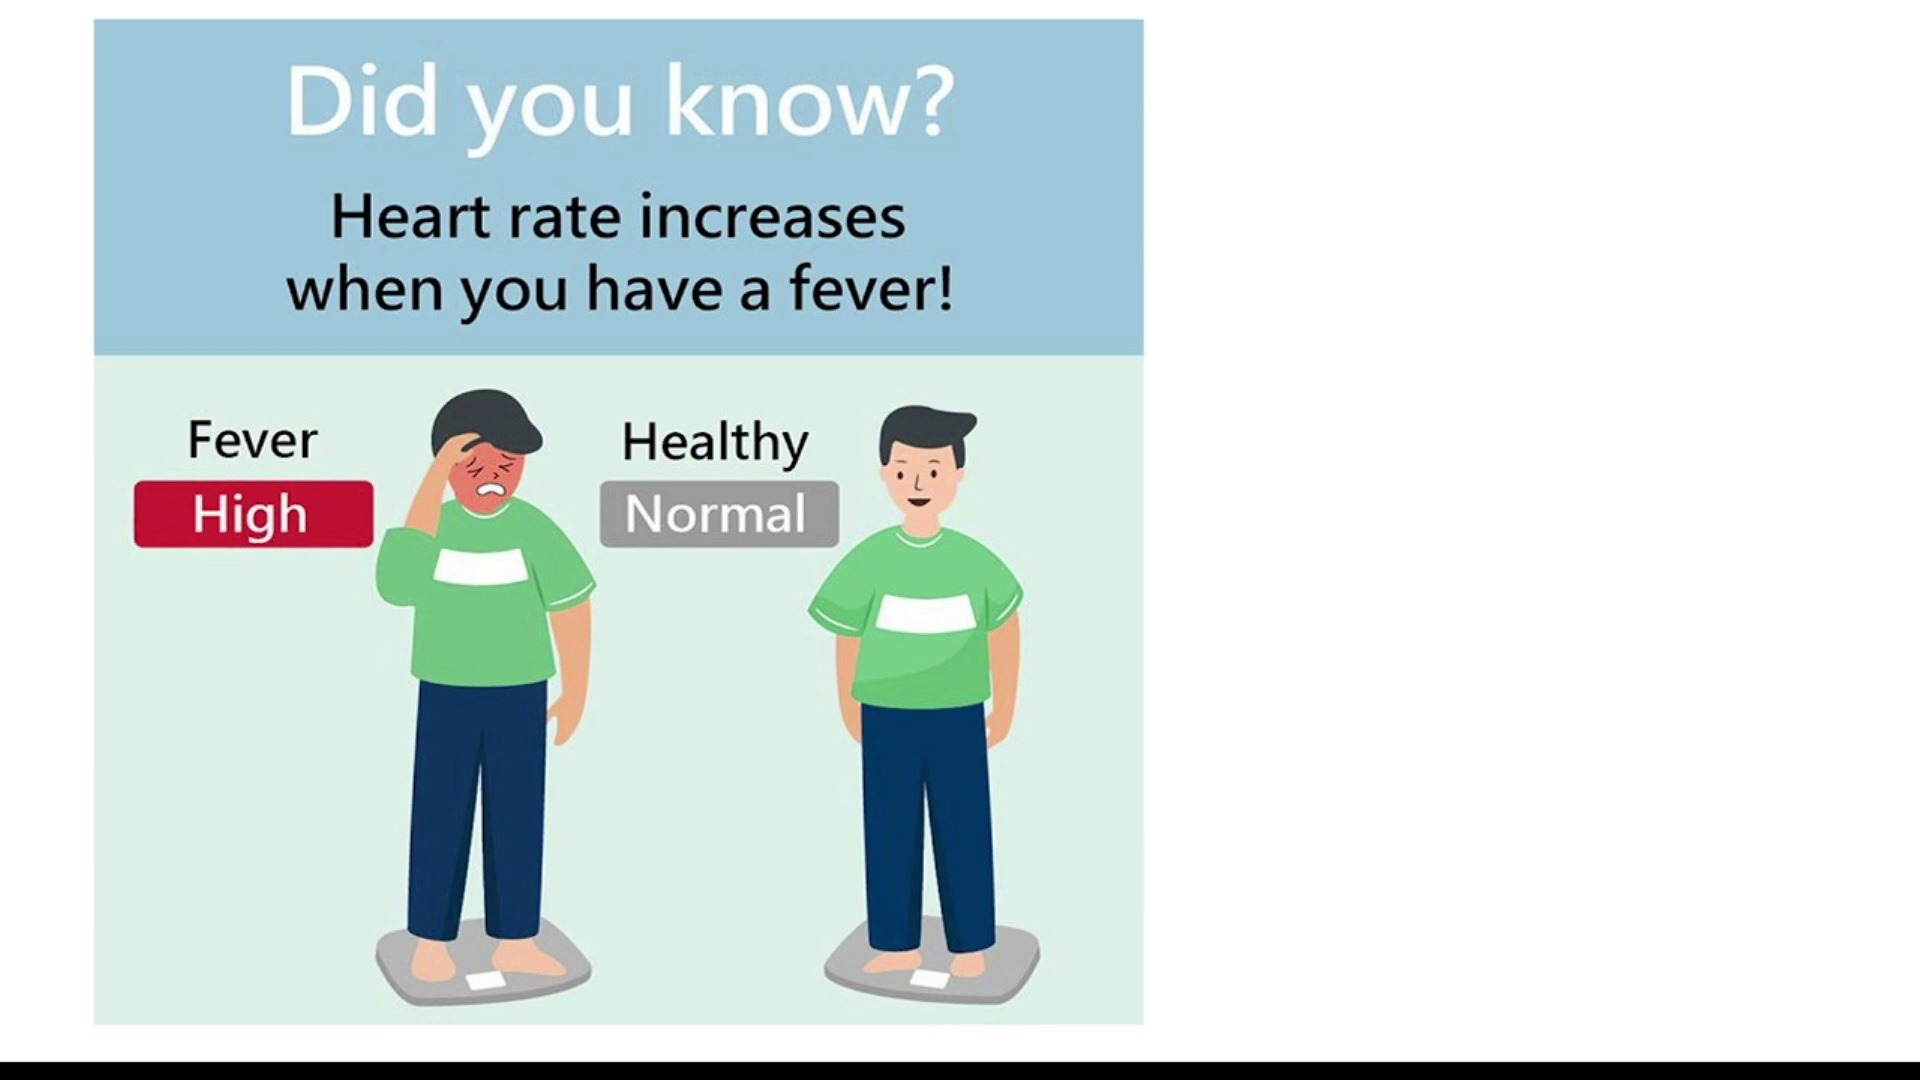 Did you know?
Heart rate increases
when you have a fever!
Fever
High
Healthy
Normal